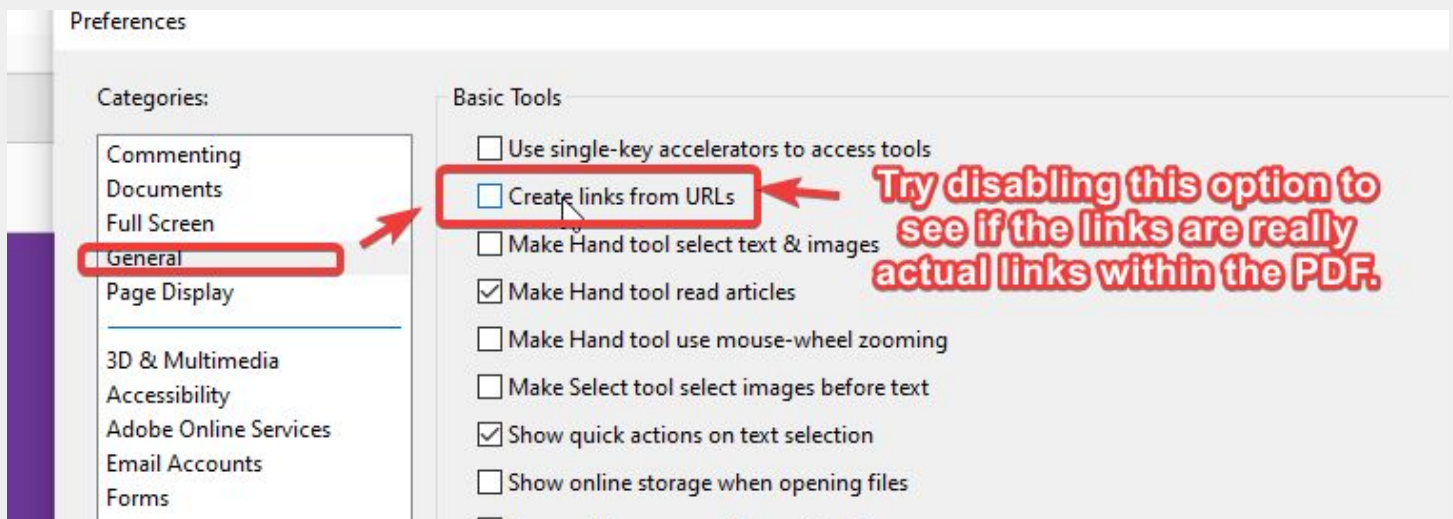 Preferences
Categories:
Commenting
Documents
Full Screen
General
Page Display
3D & Multimedia
Accessibility
Adobe Online Services
Email Accounts
Forms
Basic Tools
Use single-key accelerators to access tools
Create links from URLs
Make Hand tool select text & images
Make Hand tool read articles
Make Hand tool use mouse-wheel zooming
Make Select tool select images before text
Show quick actions on text selection
Show online storage when opening files
Try disabling this option to
see if the links are really
actual links within the PDF.